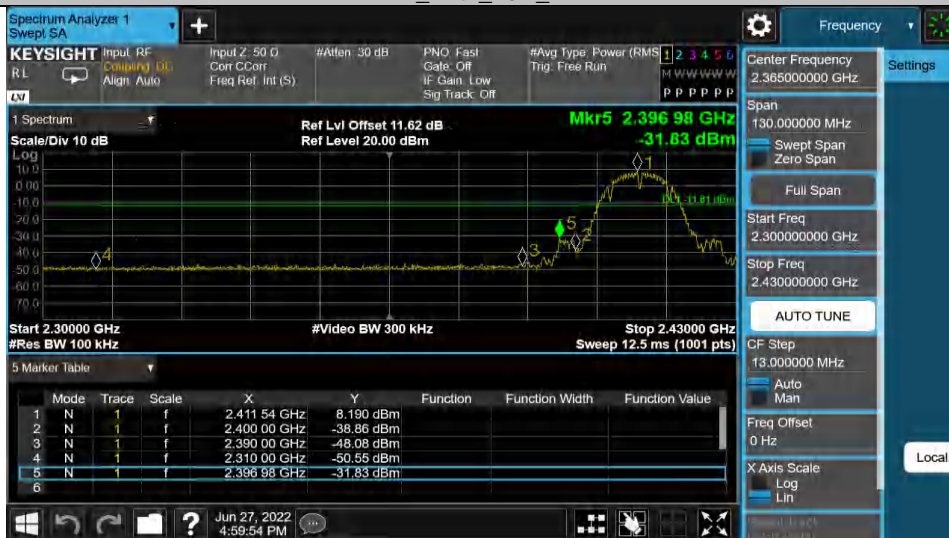 Spectrum Analyzer 1
Swept SA
+
Frequency
KEYSIGHT
RL
LXI
Input: RF
Coupling: DC
Align: Auto
Input Z: 50 Ω
Corr CCorr
Freq Ref: Int (S)
#Atten: 30 dB
PNO: Fast
Gate: Off
IF Gain: Low
Sig Track: Off
#Avg Type: Power (RMS
Trig: Free Run
1 2 3 4 5 6
M W W W W W
P P P P P P
1 Spectrum
Scale/Div 10 dB
Ref Lvl Offset 11.62 dB
Ref Level 20.00 dBm
Mkr5 2.396 98 GHz
-31.83 dBm
Log
10.0
0.00
-10.0
-20.0
-30.0
-40.0
-50.0
-60.0
-70.0
1
DL1 -11.81 dBm
5
2
3
4
Start 2.30000 GHz
#Res BW 100 kHz
#Video BW 300 kHz
Stop 2.43000 GHz
Sweep 12.5 ms (1001 pts)
5 Marker Table
Mode Trace Scale X Y Function Function Width Function Value
1 N 1 f 2.411 54 GHz 8.190 dBm
2 N 1 f 2.400 00 GHz -38.86 dBm
3 N 1 f 2.390 00 GHz -48.08 dBm
4 N 1 f 2.310 00 GHz -50.55 dBm
5 N 1 f 2.396 98 GHz -31.83 dBm
6
?
Jun 27, 2022
4:59:54 PM
Center Frequency
2.365000000 GHz
Span
130.000000 MHz
Swept Span
Zero Span
Full Span
Start Freq
2.300000000 GHz
Stop Freq
2.430000000 GHz
AUTO TUNE
CF Step
13.000000 MHz
Auto
Man
Freq Offset
0 Hz
X Axis Scale
Log
Lin
Settings
Local